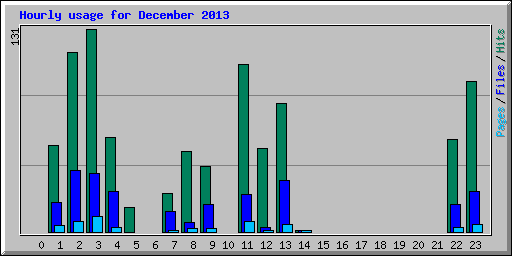 Hourly usage for December 2013
131
Pages/Files/Hits
0 1 2 3 4 5 6 7 8 9 10 11 12 13 14 15 16 17 18 19 20 21 22 23